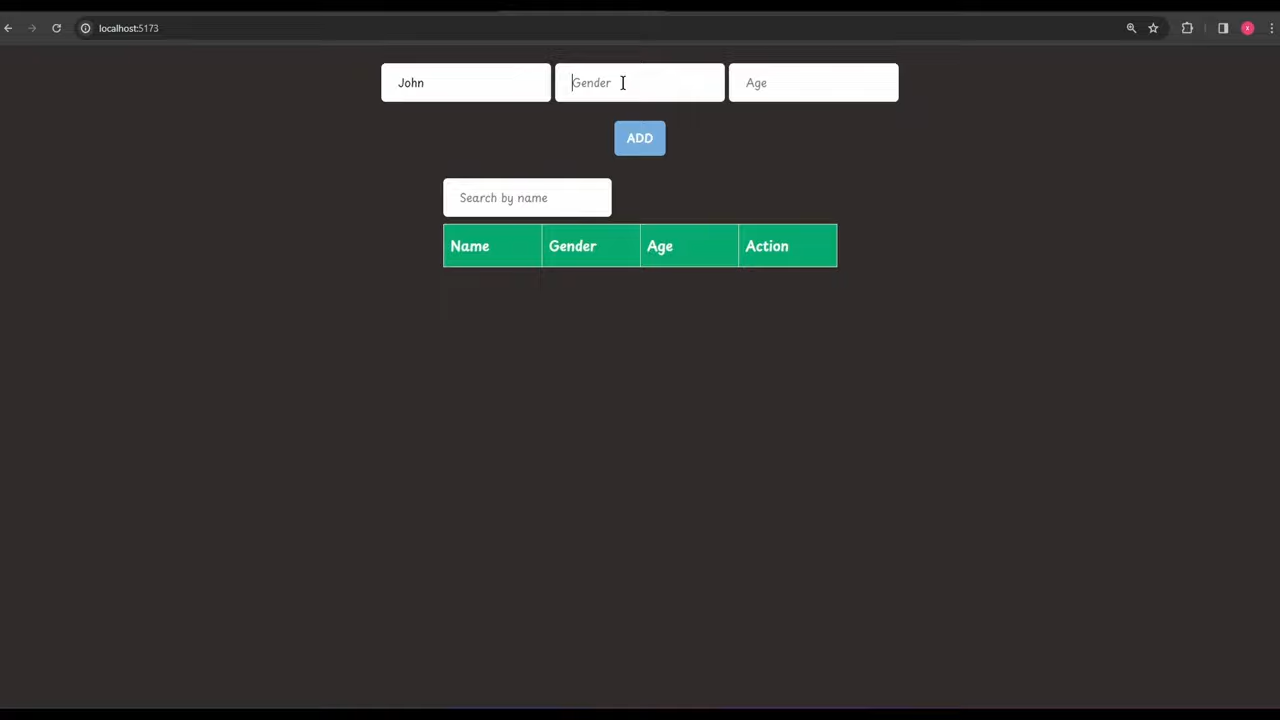 localhost:5173
John Gender Age
ADD
Search by name
Name Gender Age Action